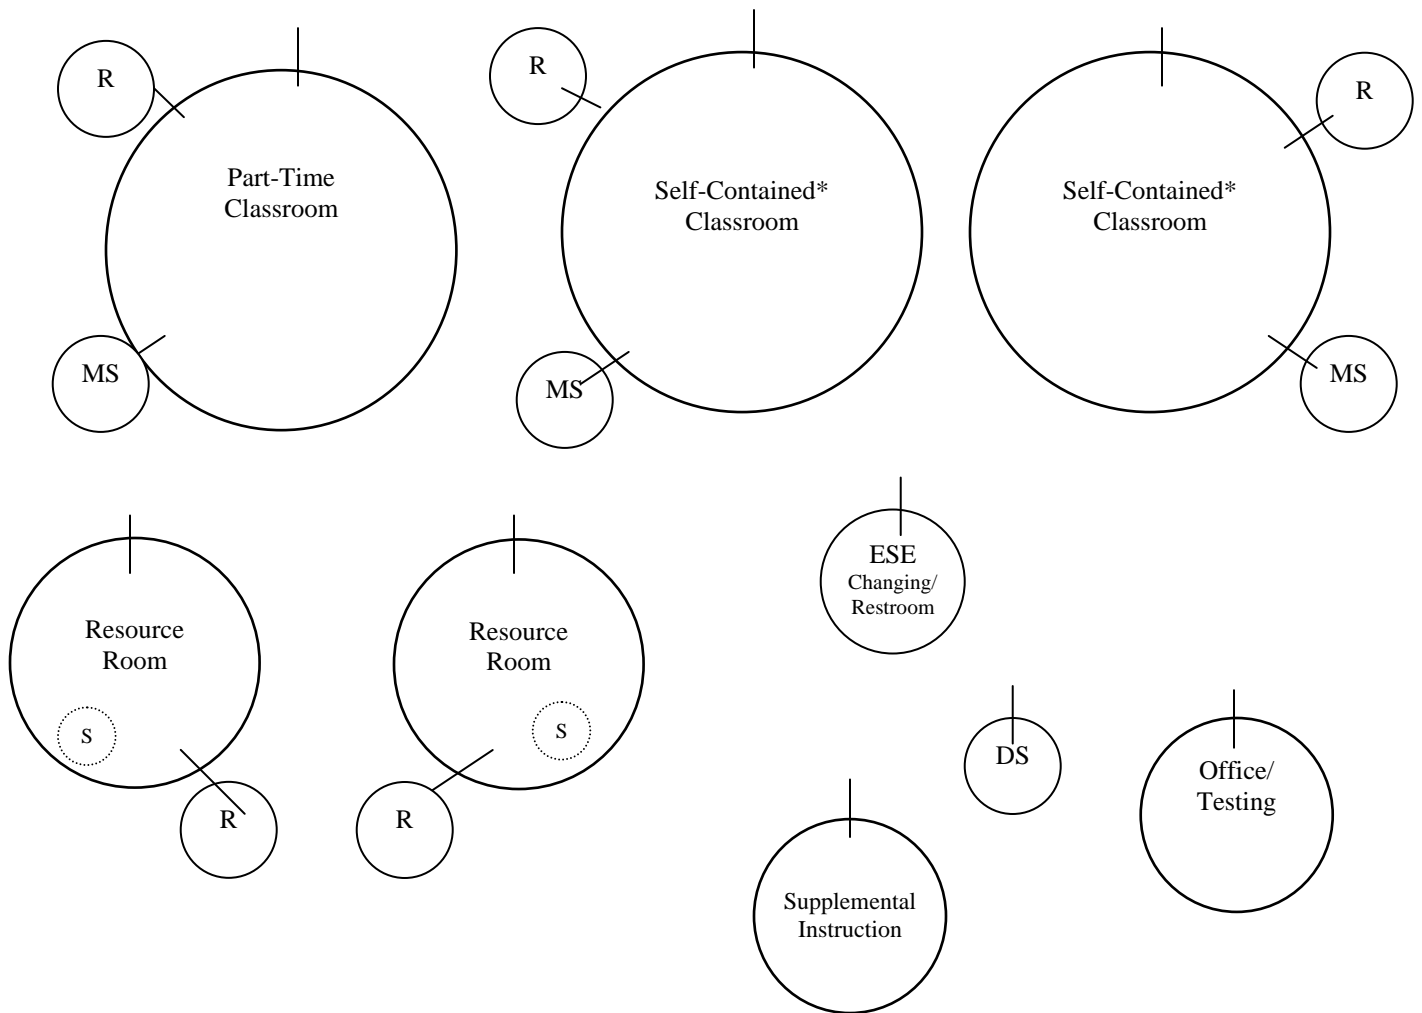 R
Part-Time
Classroom
MS
R
Self-Contained*
Classroom
MS
R
Self-Contained*
Classroom
MS
Resource
Room
S
R
Resource
Room
S
R
ESE
Changing/
Restroom
DS
Office/
Testing
Supplemental
Instruction